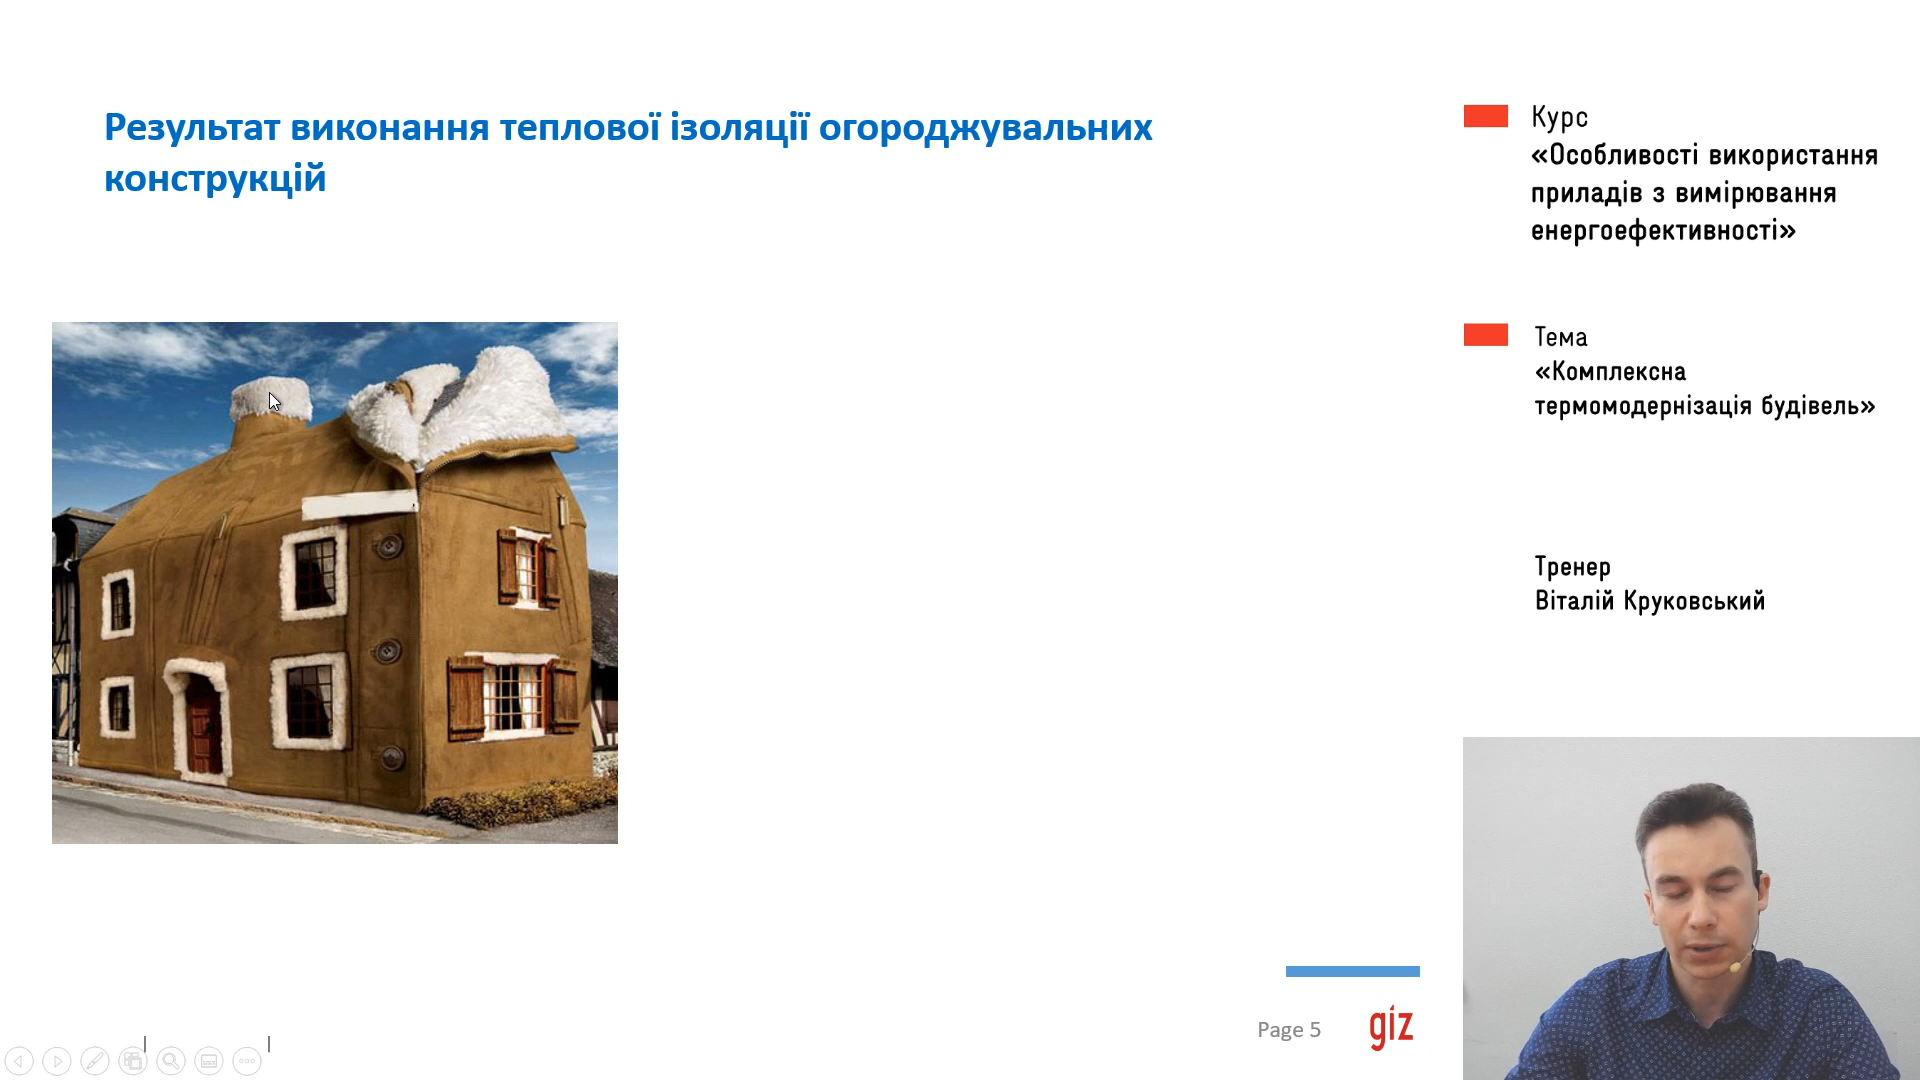 Результат виконання теплової ізоляції огороджувальних
конструкцій
Курс
«Особливості використання
приладів з вимірювання
енергоефективності»
Тема
«Комплексна
термомодернізація будівель»
Тренер
Віталій Круковський
Page 5
giz